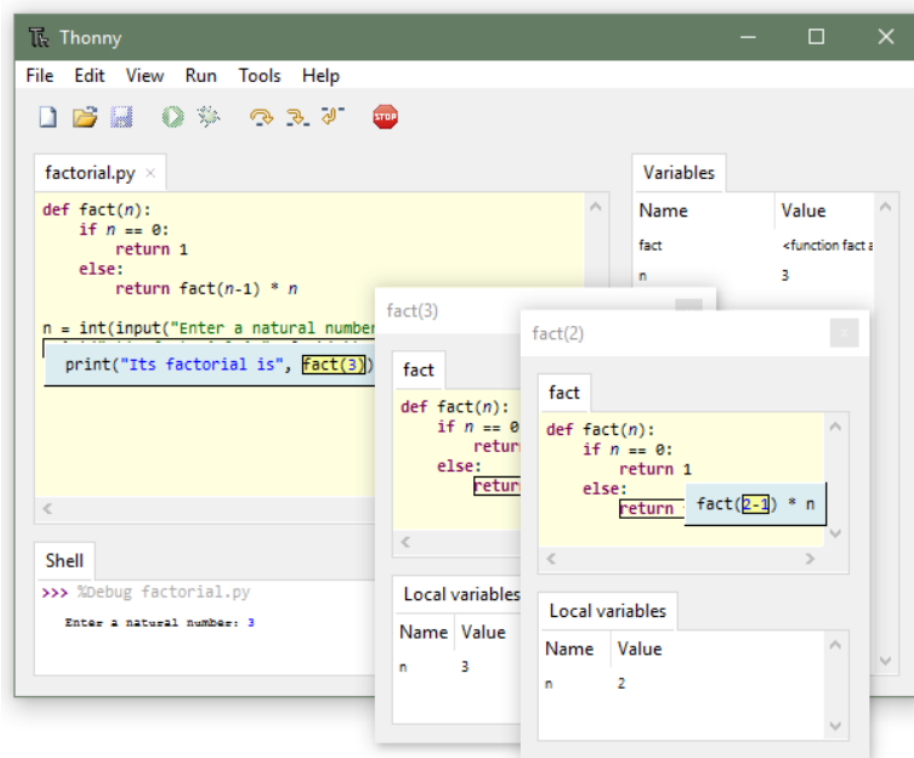 Thonny
File Edit View Run Tools Help
STOP
factorial.py
def fact(n):
    if n == 0:
        return 1
    else:
        return fact(n-1) * n
n = int(input("Enter a natural number
print("Its factorial is", fact(3))
Shell
>>> %Debug factorial.py
Enter a natural number: 3
Variables
Name Value
fact <function fact a
n 3
fact(3)
fact
def fact(n):
    if n == 0
        retur
    else:
        retur
Local variables
Name Value
n 3
fact(2)
x
fact
def fact(n):
    if n == 0:
        return 1
    else:
        return fact(2-1) * n
Local variables
Name Value
n 2